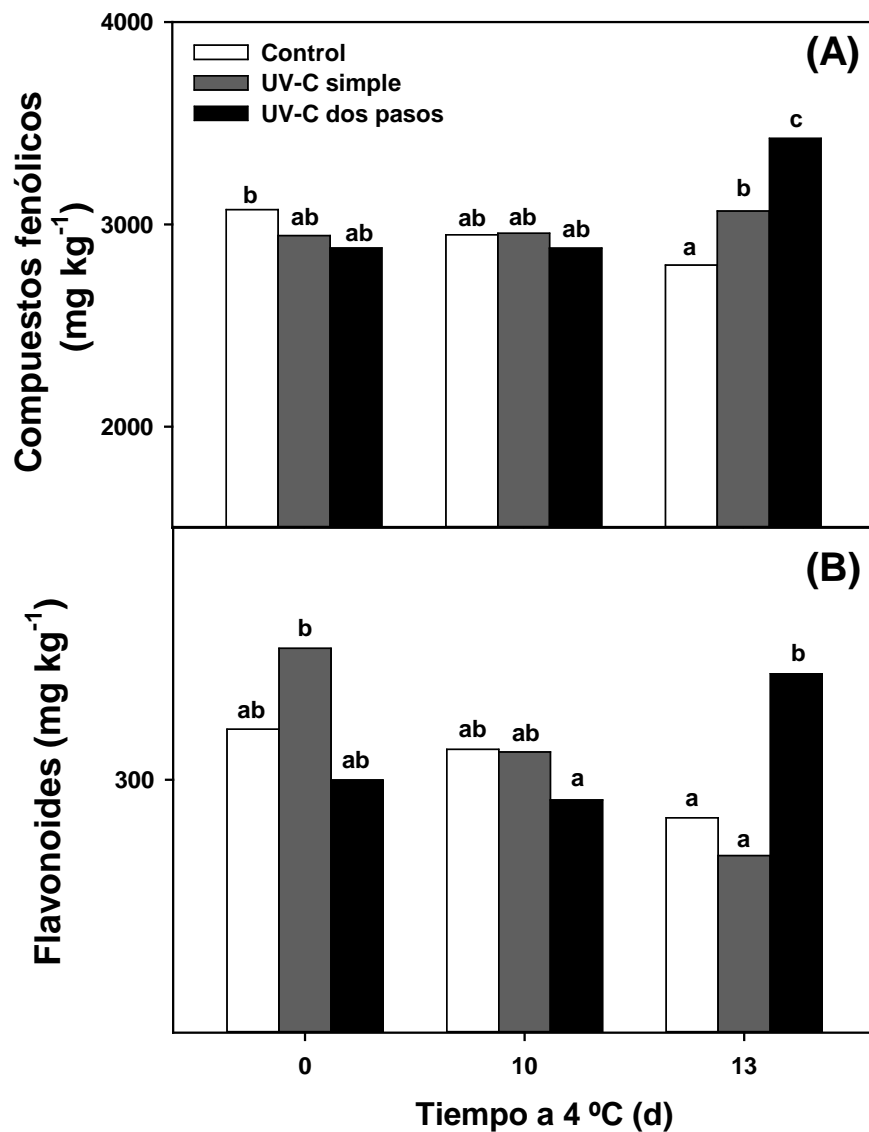 4000
(A)
Control
UV-C simple
UV-C dos pasos
c
b
ab
ab
ab
ab
ab
a
b
3000
2000
Compuestos fenólicos
(mg kg-1)
(B)
b
ab
ab
ab
ab
a
a
a
b
300
Flavonoides (mg kg-1)
0
10
13
Tiempo a 4 ºC (d)